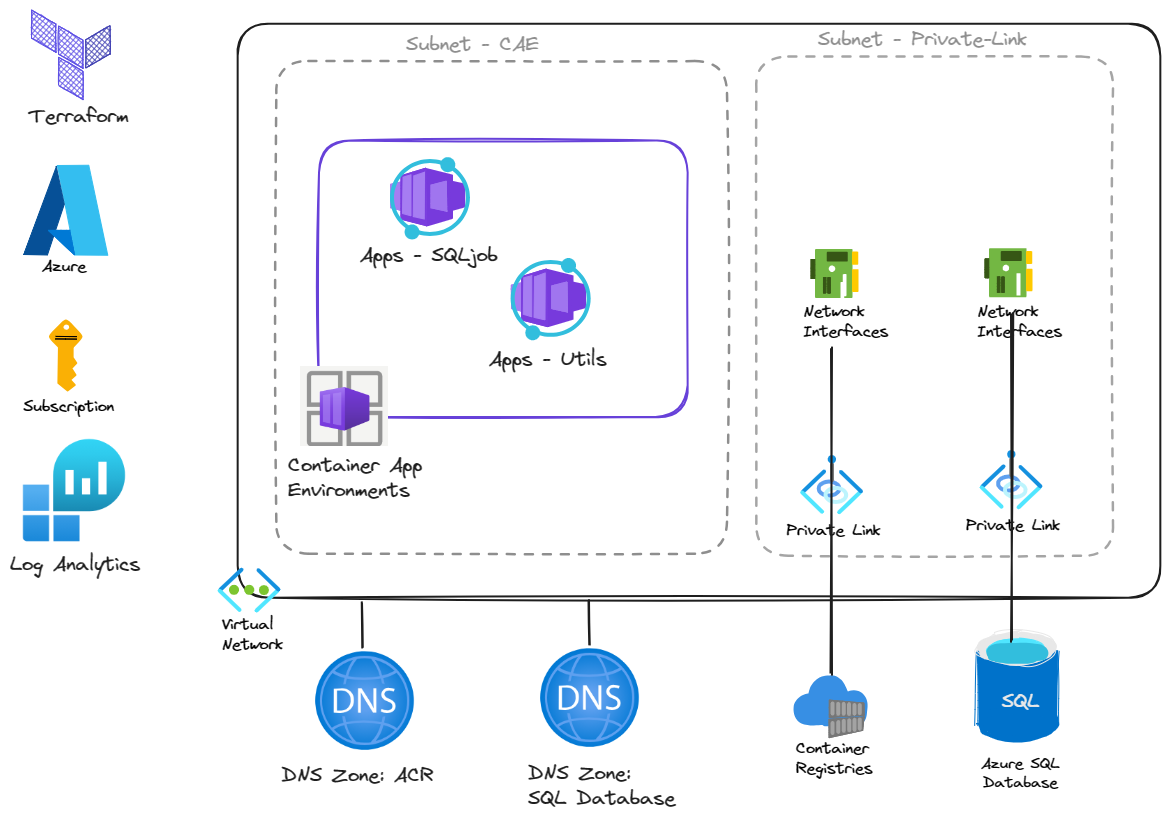 Subnet - CAE
Subnet - Private-Link
Terraform
Azure
Subscription
Log Analytics
Apps - SQLjob
Apps - Utils
Container App
Environments
Network
Interfaces
Network
Interfaces
Private Link
Private Link
Virtual
Network
DNS
DNS Zone: ACR
DNS
DNS Zone:
SQL Database
Container
Registries
SQL
Azure SQL
Database